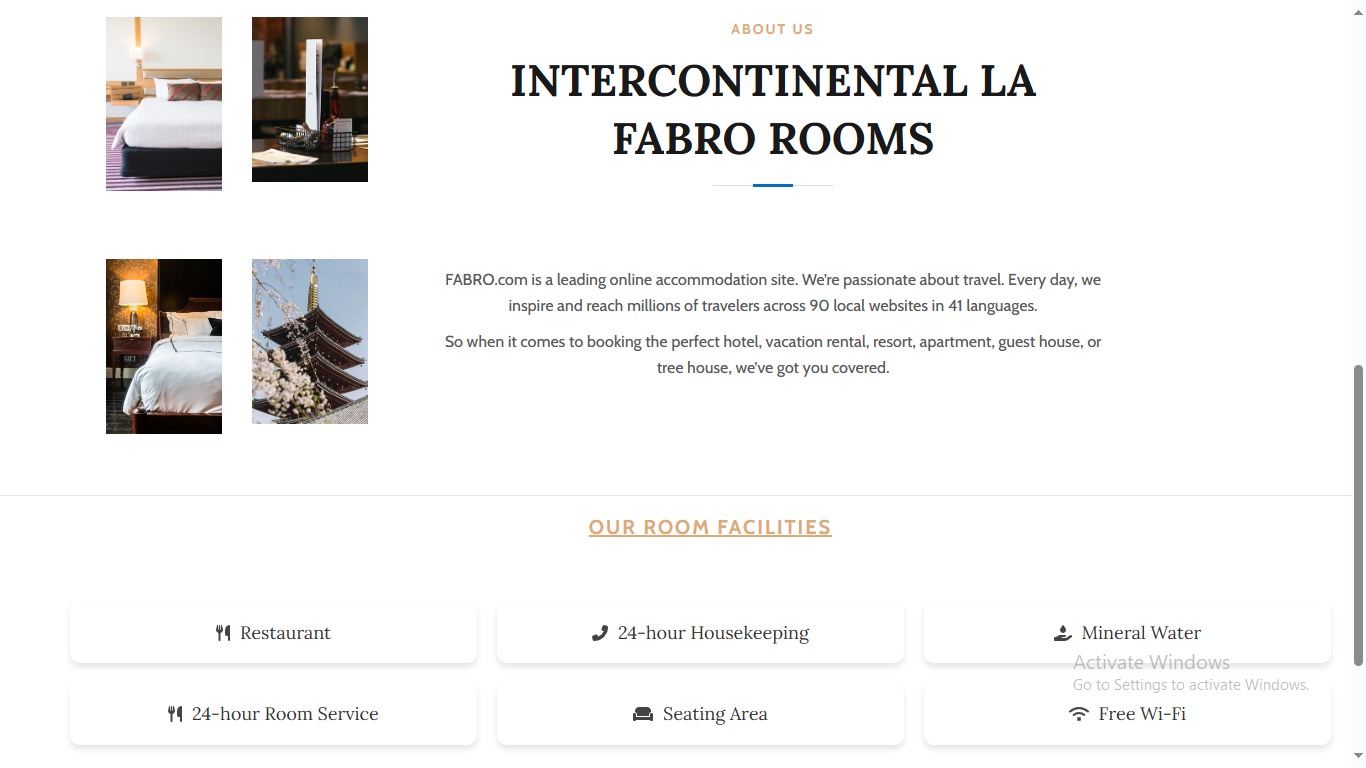 ABOUT US
INTERCONTINENTAL LA
FABRO ROOMS
FABRO.com is a leading online accommodation site. We're passionate about travel. Every day, we
inspire and reach millions of travelers across 90 local websites in 41 languages.
So when it comes to booking the perfect hotel, vacation rental, resort, apartment, guest house, or
tree house, we've got you covered.
OUR ROOM FACILITIES
Restaurant
24-hour Housekeeping
Mineral Water
Activate Windows
Go to Settings to activate Windows.
24-hour Room Service
Seating Area
Free Wi-Fi